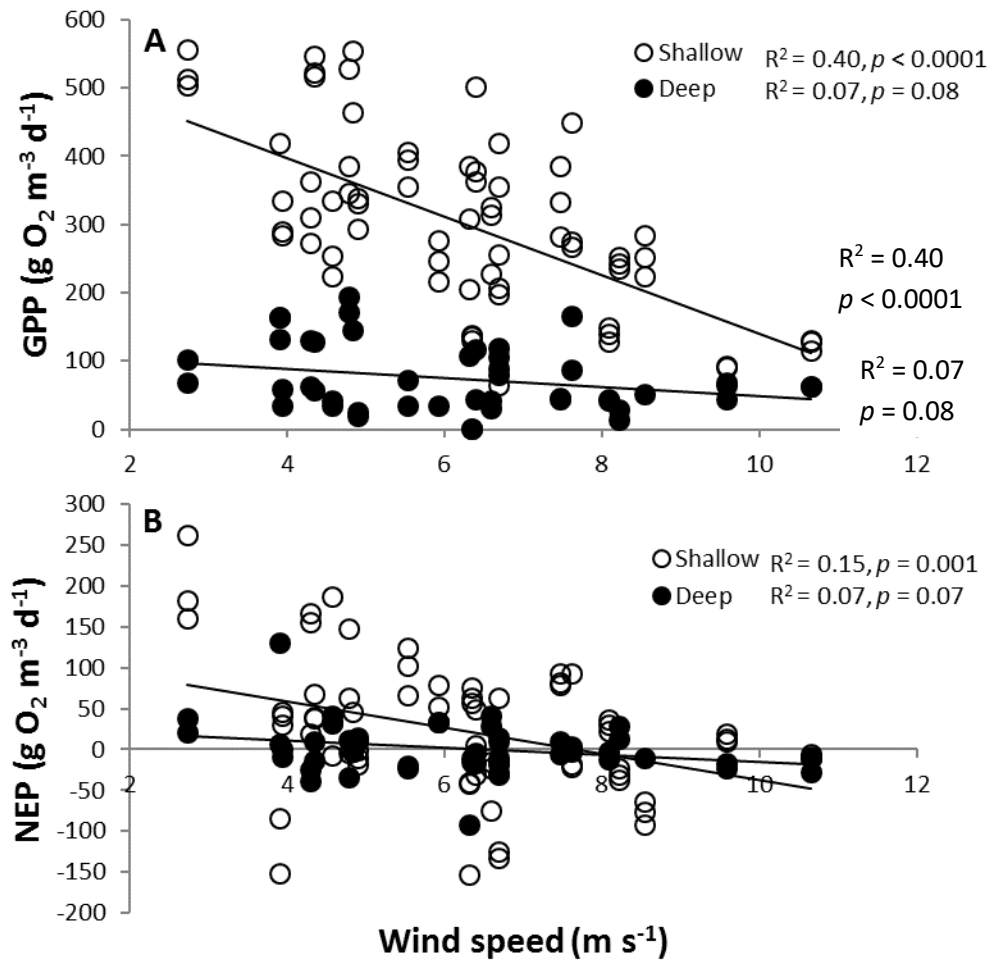 600
A
Shallow R² = 0.40, p < 0.0001
500
Deep R² = 0.07, p = 0.08
400
300
R² = 0.40
200
p < 0.0001
100
R² = 0.07
p = 0.08
0
2 4 6 8 10 12
GPP (g O₂ m⁻³ d⁻¹)
300
B
250
Shallow R² = 0.15, p = 0.001
200
Deep R² = 0.07, p = 0.07
150
100
50
0
2 4 6 8 10 12
-50
-100
-150
-200
NEP (g O₂ m⁻³ d⁻¹)
Wind speed (m s⁻¹)